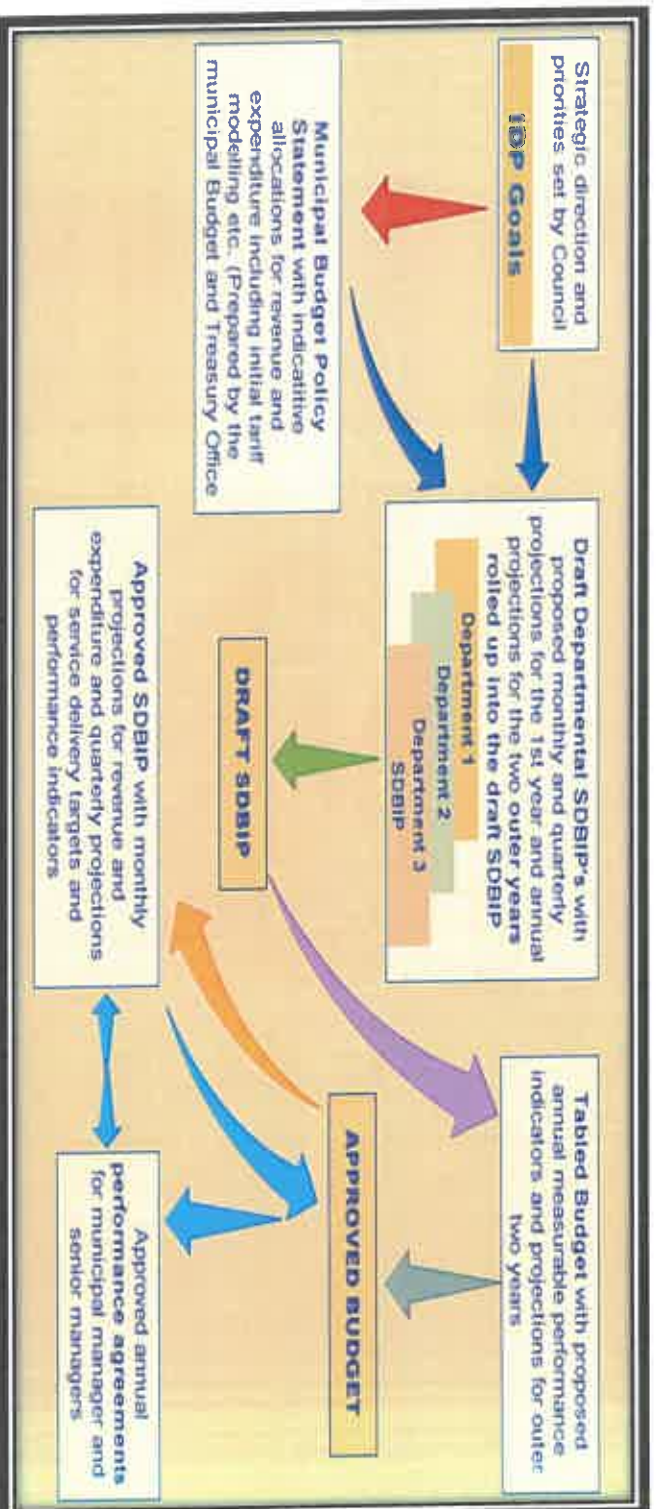 Strategic direction and
priorities set by Council
IDP Goals
Municipal Budget Policy
Statement with indicatitive
allocations for revenue and
expenditure including initial tariff
modelling etc. (Prepared by the
municipal Budget and Treasury Office
Draft Departmental SDBIP's with
proposed monthly and quarterly
projections for the 1st year and annual
projections for the two outer years
rolled up into the draft SDBIP
Department 1
Department 2
Department 3
SDBIP
DRAFT SDBIP
Approved SDBIP with monthly
projections for revenue and
expenditure and quarterly projections
for service delivery targets and
performance indicators
Tabled Budget with proposed
annual measurable performance
indicators and projections for outer
two years
APPROVED BUDGET
Approved annual
performance agreements
for municipal manager and
senior managers